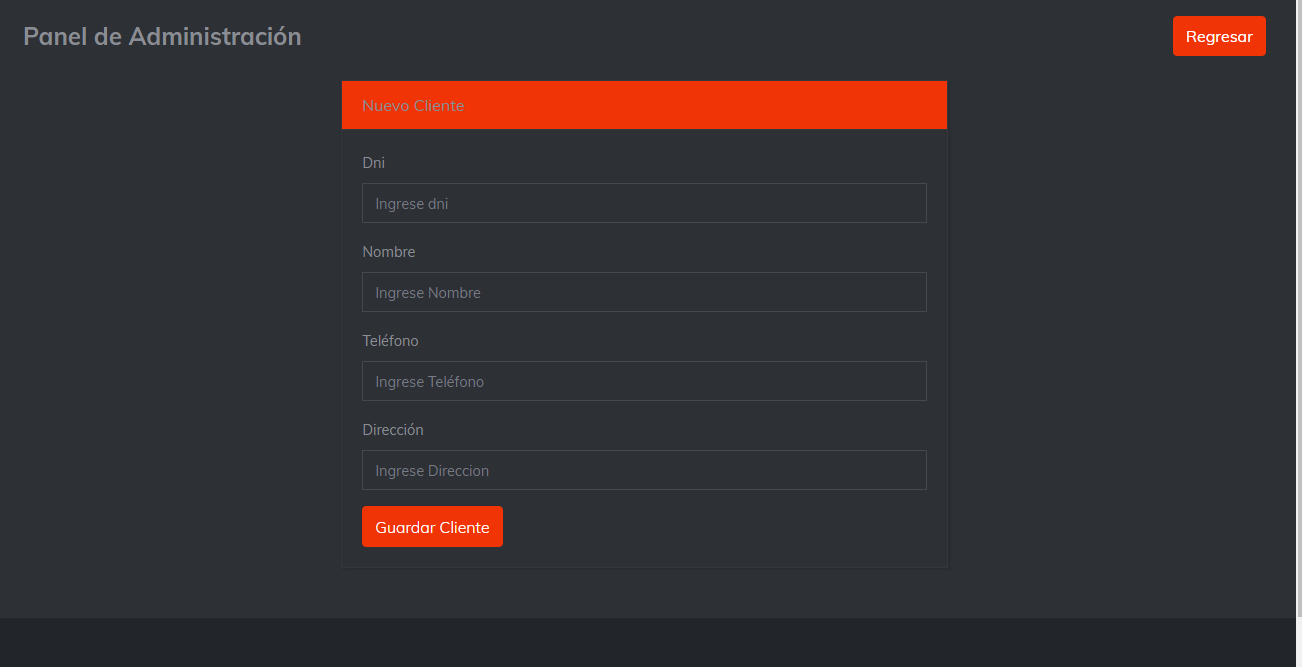 Panel de Administración
Regresar
Nuevo Cliente
Dni
Ingrese dni
Nombre
Ingrese Nombre
Teléfono
Ingrese Teléfono
Dirección
Ingrese Direccion
Guardar Cliente